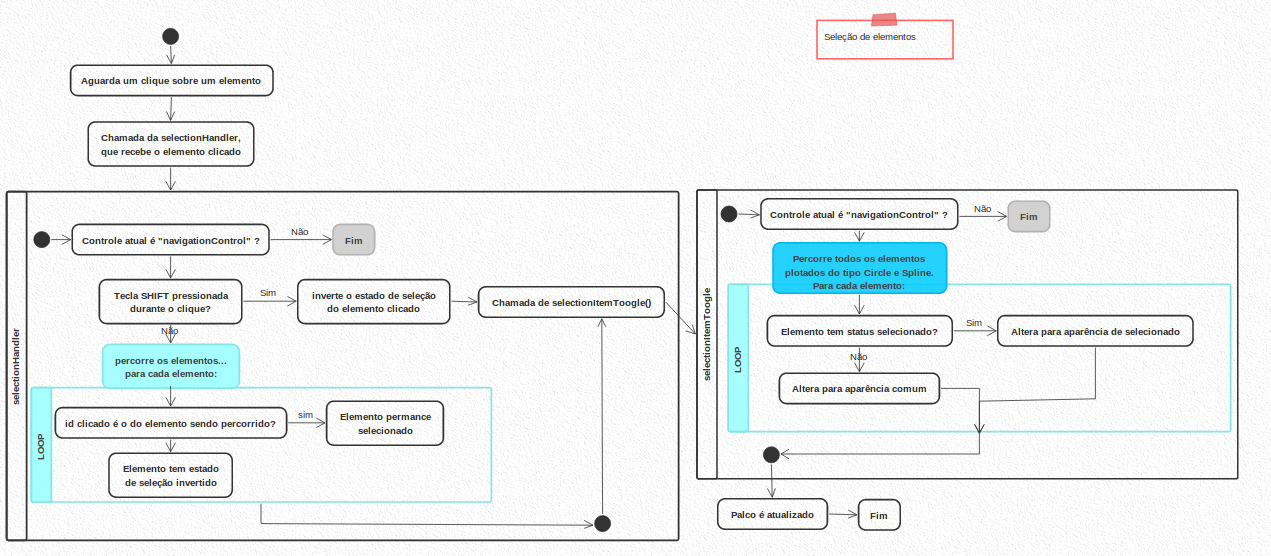 Seleção de elementos
Aguarda um clique sobre um elemento
Chamada da selectionHandler,
que recebe o elemento clicado
selectionHandler
Controle atual é "navigationControl" ?
Não
Fim
Tecla SHIFT pressionada
durante o clique?
Sim
inverte o estado de seleção
do elemento clicado
Chamada de selectionItemToogle()
Não
percorre os elementos...
para cada elemento:
LOOP
id clicado é o do elemento sendo percorrido?
sim
Elemento permance
selecionado
Elemento tem estado
de seleção invertido
selectionItemToogle
Controle atual é "navigationControl" ?
Não
Fim
Percorre todos os elementos
plotados do tipo Circle e Spline.
Para cada elemento:
LOOP
Elemento tem status selecionado?
Sim
Altera para aparência de selecionado
Não
Altera para aparência comum
Palco é atualizado
Fim